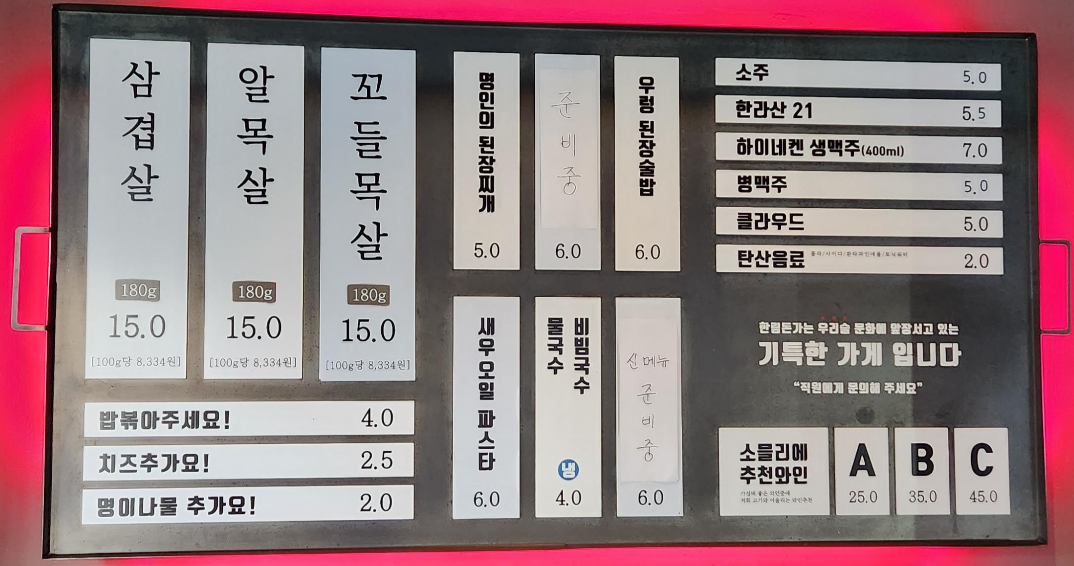 삼겹살
180g
15.0
[100g당 8,334원]
알목살
180g
15.0
[100g당 8,334원]
꼬들목살
180g
15.0
[100g당 8,334원]
밥볶아주세요! 4.0
치즈추가요! 2.5
명이나물 추가요! 2.0
명인의 된장찌개
5.0
준비중
6.0
우렁 된장술밥
6.0
새우오일 파스타
6.0
비빔국수
물국수
냉
4.0
신메뉴
준비중
6.0
소주 5.0
한라산 21 5.5
하이네켄 생맥주(400ml) 7.0
병맥주 5.0
클라우드 5.0
탄산음료 2.0
한림돈가는 우리술 문화에 앞장서고 있는
기특한 가게 입니다
“직원에게 문의해 주세요”
소믈리에
추천와인
A
25.0
B
35.0
C
45.0